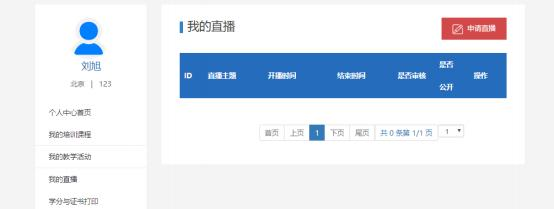 刘旭
北京 | 123
个人中心首页
我的培训课程
我的教学活动
我的直播
学分与证书打印
我的直播
申请直播
ID 直播主题 开播时间 结束时间 是否审核 是否公开 操作
首页 上页 1 下页 尾页 共 0 条第 1/1 页 1